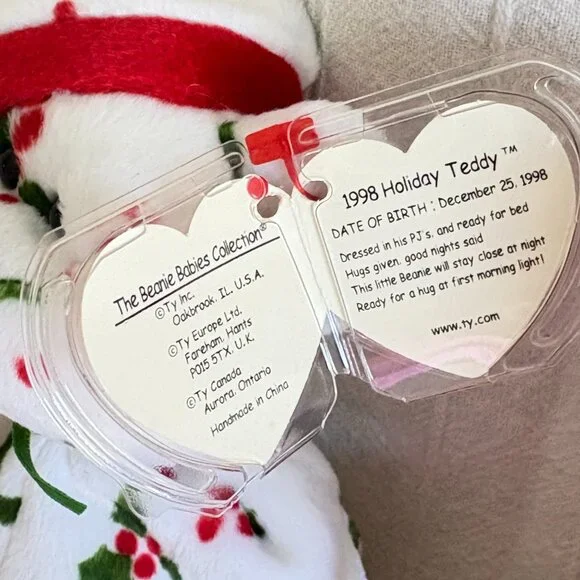 The Beanie Babies Collection®
©Ty Inc.
Oakbrook, IL. U.S.A.
©Ty Europe Ltd.
Fareham, Hants
PO15 5TX, U.K.
©Ty Canada
Aurora, Ontario
Handmade in China
1998 Holiday Teddy™
DATE OF BIRTH : December 25, 1998
Dressed in his PJ's, and ready for bed
Hugs given, good nights said
This little Beanie will stay close at night
Ready for a hug at first morning light!
www.ty.com